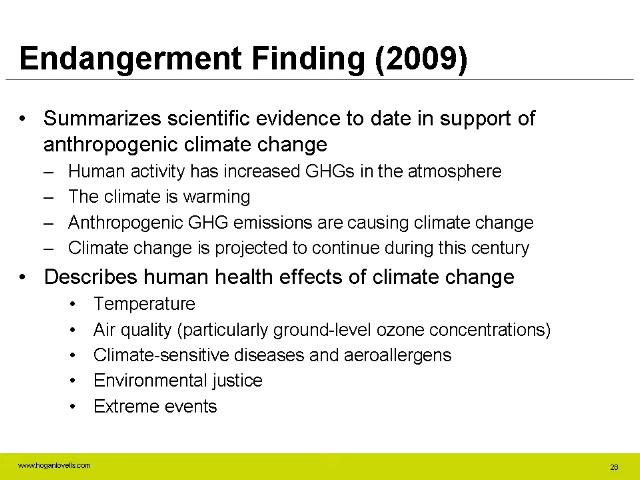 Endangerment Finding (2009)
• Summarizes scientific evidence to date in support of
anthropogenic climate change
– Human activity has increased GHGs in the atmosphere
– The climate is warming
– Anthropogenic GHG emissions are causing climate change
– Climate change is projected to continue during this century
• Describes human health effects of climate change
• Temperature
• Air quality (particularly ground-level ozone concentrations)
• Climate-sensitive diseases and aeroallergens
• Environmental justice
• Extreme events
www.hoganlovells.com